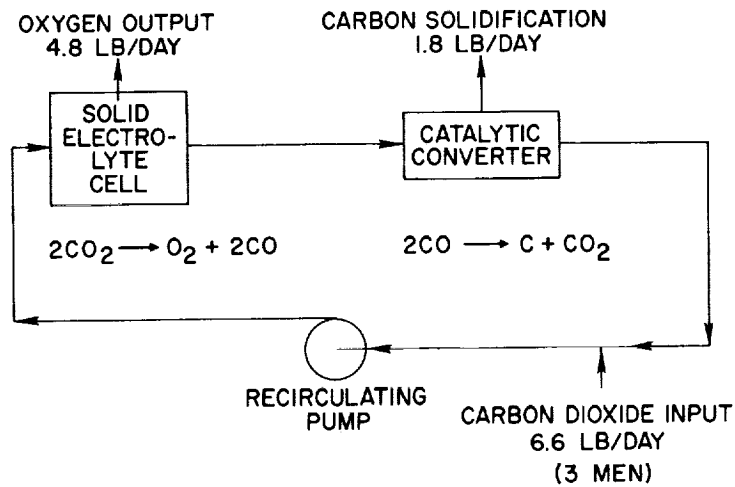 OXYGEN OUTPUT
4.8 LB/DAY
CARBON SOLIDIFICATION
1.8 LB/DAY
SOLID
ELECTRO-
LYTE
CELL
CATALYTIC
CONVERTER
2CO₂ → O₂ + 2CO
2CO → C + CO₂
RECIRCULATING
PUMP
CARBON DIOXIDE INPUT
6.6 LB/DAY
(3 MEN)